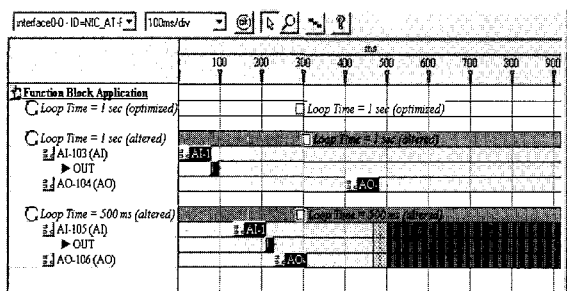 interface0-0 - ID=NIC_AT-F 100ms/div
ms
100 200 300 400 500 600 700 800 900
Function Block Application
Loop Time = 1 sec (optimized) Loop Time = 1 sec (optimized)
Loop Time = 1 sec (altered) Loop Time = 1 sec (altered)
AI-103 (AI) AI-1
OUT
AO-104 (AO) AO-
Loop Time = 500 ms (altered) Loop Time = 500 ms (altered)
AI-105 (AI) AI-1
OUT
AO-106 (AO) AO-